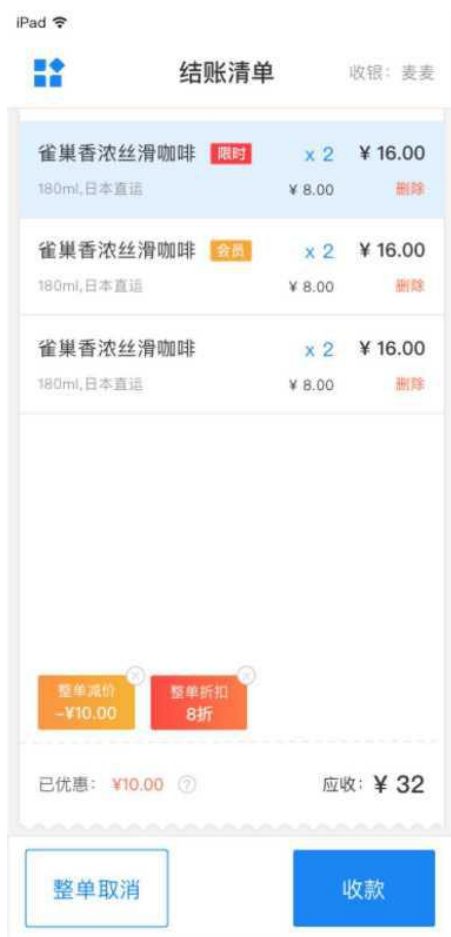 iPad
结账清单 收银：麦麦
雀巢香浓丝滑咖啡 限时 x 2 ¥ 16.00
180ml,日本直运 ¥ 8.00 删除
雀巢香浓丝滑咖啡 会员 x 2 ¥ 16.00
180ml,日本直运 ¥ 8.00 删除
雀巢香浓丝滑咖啡 x 2 ¥ 16.00
180ml,日本直运 ¥ 8.00 删除
整单减价 整单折扣
-¥10.00 8折
已优惠： ¥10.00 ? 应收：¥ 32
整单取消 收款